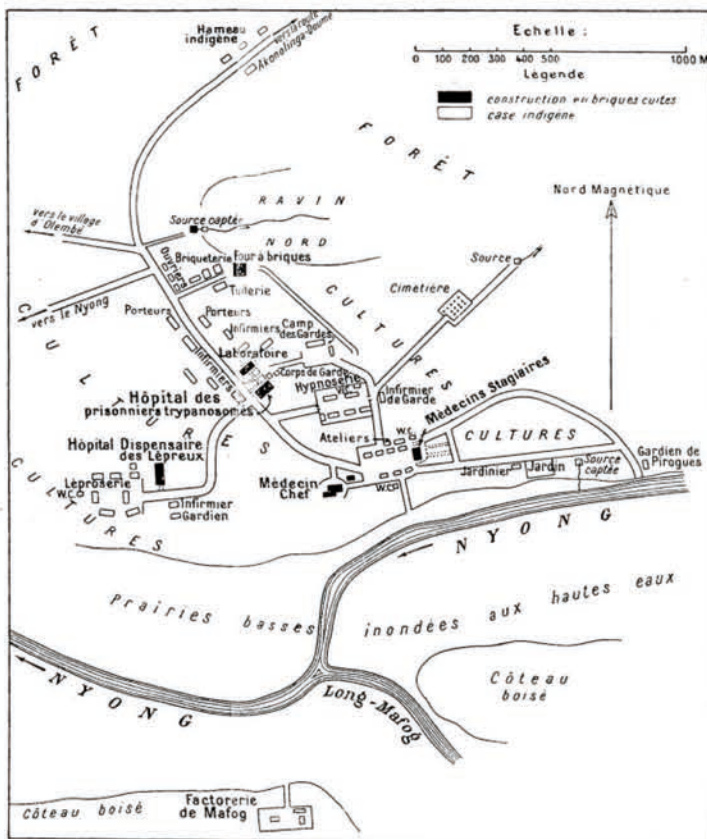 Hameau
indigène
vers la route
Akonolinga-Doumé
FORÊT
Echelle :
0 100 200 300 400 500 1000 M
Légende
construction en briques cuites
case indigène
FORÊT
Nord Magnétique
vers le village
d'Olembé
Source captée
RAVIN
NORD
Ouvriers
Briqueterie
Four à briques
Tuilerie
Source
Cimetière
CULTURES
vers le Nyong
Porteurs
Porteurs
Infirmiers
Camp
des Gardes
Infirmiers
Laboratoire
Corps de Garde
Hypnoserie
W.C.
Infirmier
de Garde
CULTURES
Hôpital des
prisonniers trypanosomés
Médecins Stagiaires
Ateliers
W.C.
CULTURES
Hôpital Dispensaire
des Lépreux
Léproserie
W.C.
CULTURES
Infirmier
Gardien
Médecin
Chef
W.C.
Jardinier
Jardin
Source
captée
Gardien de
Pirogues
NYONG
Prairies basses inondées aux hautes eaux
NYONG
Long-Mafog
Côteau
boisé
Côteau boisé
Factorerie
de Mafog